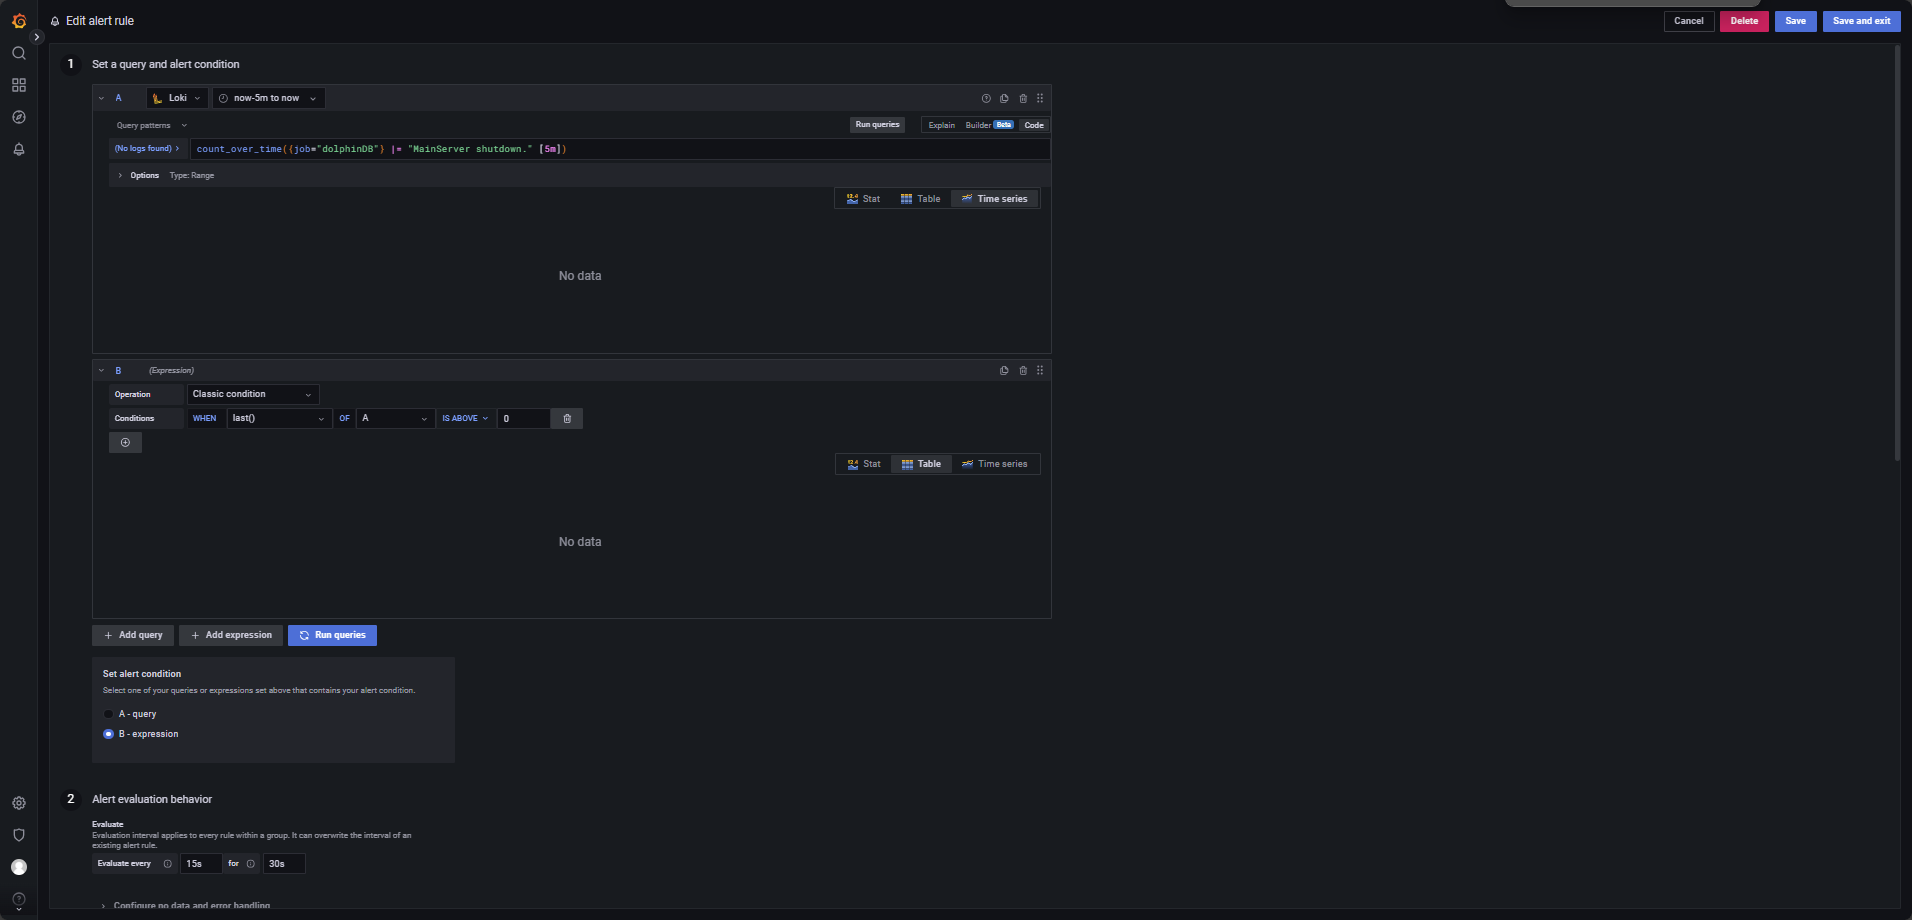 Edit alert rule
Cancel
Delete
Save
Save and exit
1
Set a query and alert condition
A
Loki
now-5m to now
Query patterns
Run queries
Explain
Builder Beta
Code
(No logs found) >
count_over_time({job="dolphinDB"} |= "MainServer shutdown." [5m])
Options
Type: Range
Stat
Table
Time series
No data
B
(Expression)
Operation
Classic condition
Conditions
WHEN
last()
OF
A
IS ABOVE
0
Stat
Table
Time series
No data
+ Add query
+ Add expression
Run queries
Set alert condition
Select one of your queries or expressions set above that contains your alert condition.
A - query
B - expression
2
Alert evaluation behavior
Evaluate
Evaluation interval applies to every rule within a group. It can overwrite the interval of an
existing alert rule.
Evaluate every
15s
for
30s
Configure no data and error handling